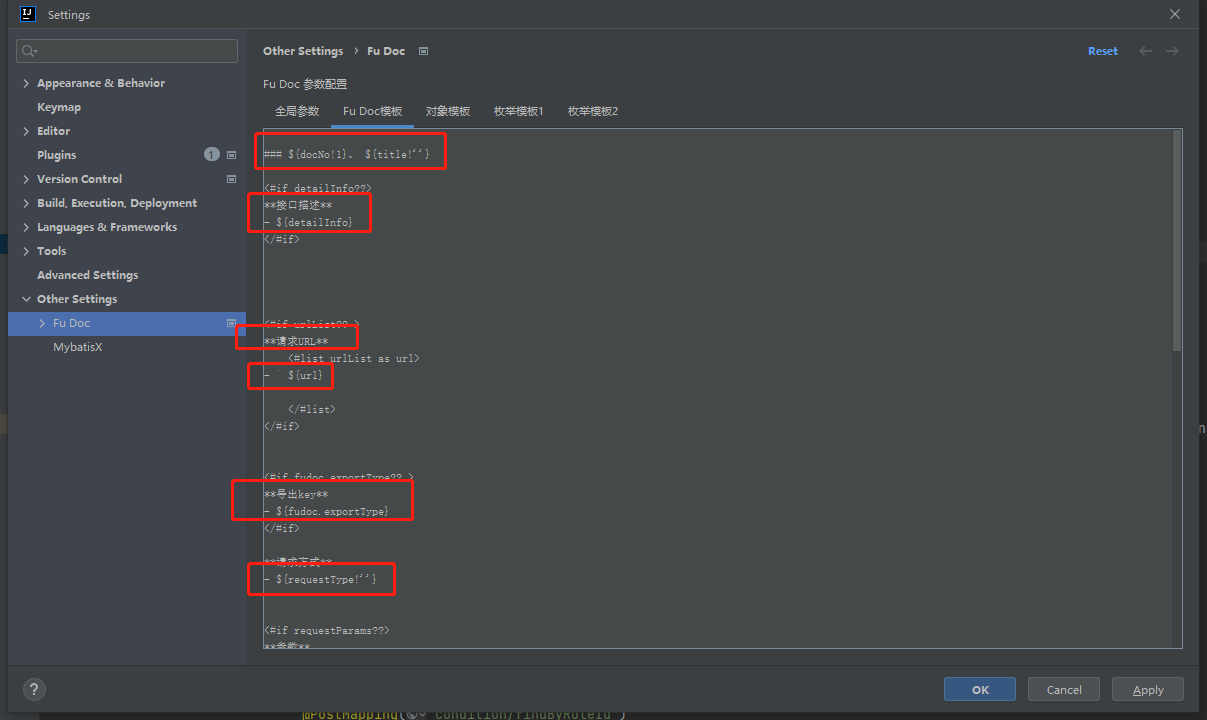 IJ
Settings
Other Settings › Fu Doc
Reset
Fu Doc 参数配置
全局参数
Fu Doc模板
对象模板
枚举模板1
枚举模板2
Appearance & Behavior
Keymap
Editor
Plugins
1
Version Control
Build, Execution, Deployment
Languages & Frameworks
Tools
Advanced Settings
Other Settings
Fu Doc
MybatisX
### ${docNo!1}、 ${title!''}
<#if detailInfo??>
**接口描述**
- ${detailInfo}
</#if>
<#if urlList?? >
**请求URL**
<#list urlList as url>
- ` ${url}
</#list>
</#if>
<#if fudoc.exportType?? >
**导出key**
- ${fudoc.exportType}
</#if>
**请求方式**
- ${requestType!''}
<#if requestParams??>
**参数**
?
OK
Cancel
Apply
n
@PostMapping( condition/findByRuleId )